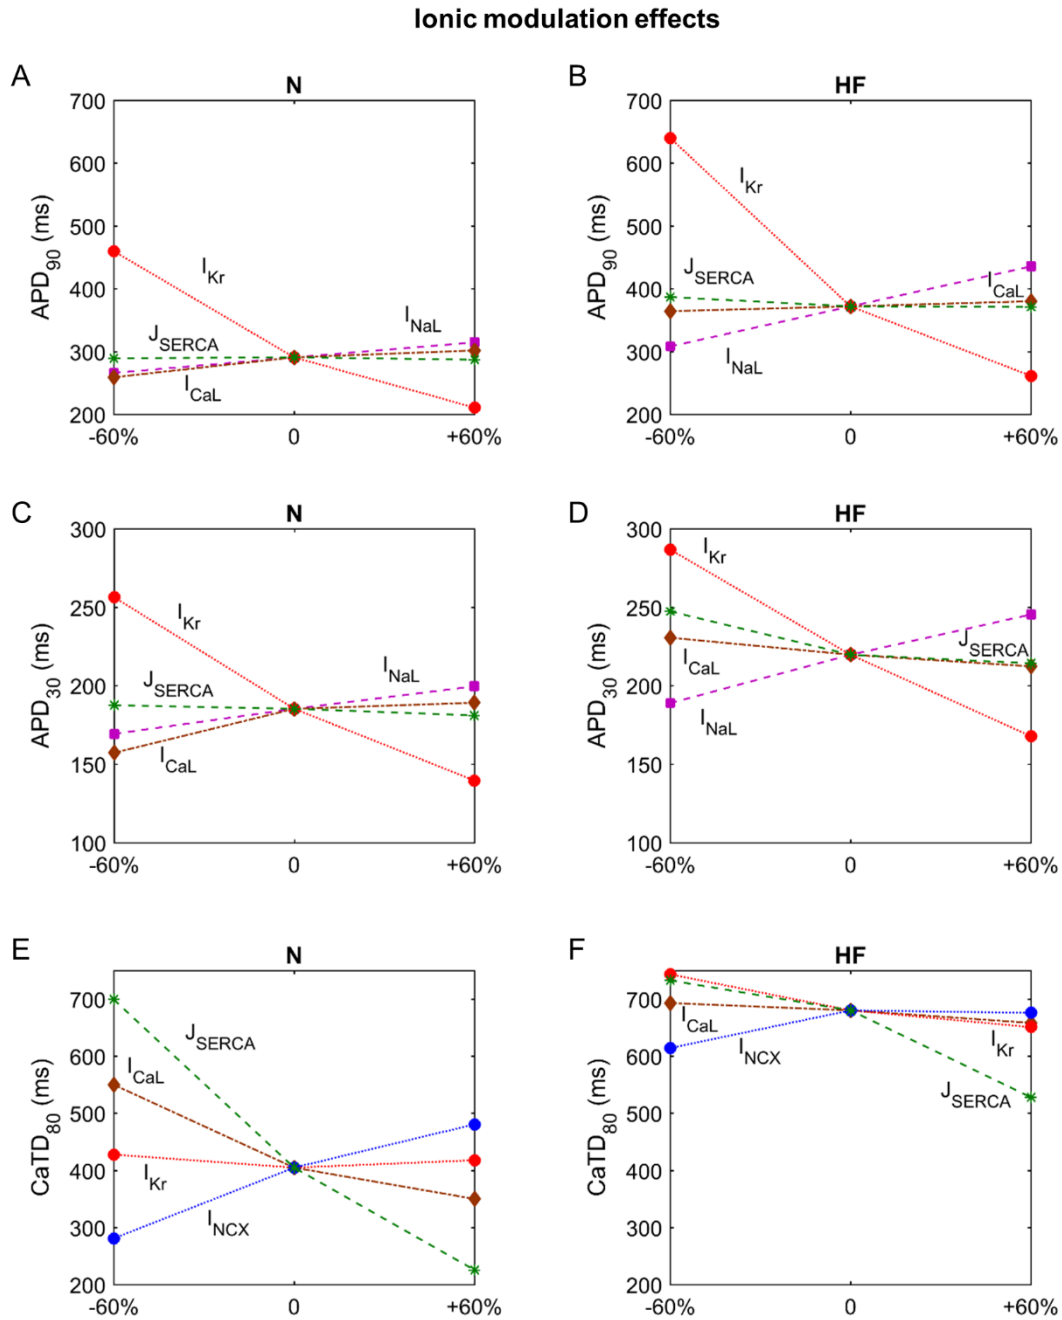 Ionic modulation effects
A
N
700
600
500
400
300
200
APD90 (ms)
IKr
JSERCA
INaL
ICaL
-60%
0
+60%
B
HF
700
600
500
400
300
200
APD90 (ms)
IKr
JSERCA
ICaL
INaL
-60%
0
+60%
C
N
300
250
200
150
100
APD30 (ms)
IKr
JSERCA
INaL
ICaL
-60%
0
+60%
D
HF
300
250
200
150
100
APD30 (ms)
IKr
JSERCA
ICaL
INaL
-60%
0
+60%
E
N
700
600
500
400
300
200
CaTD80 (ms)
JSERCA
ICaL
IKr
INCX
-60%
0
+60%
F
HF
700
600
500
400
300
200
CaTD80 (ms)
ICaL
INCX
IKr
JSERCA
-60%
0
+60%